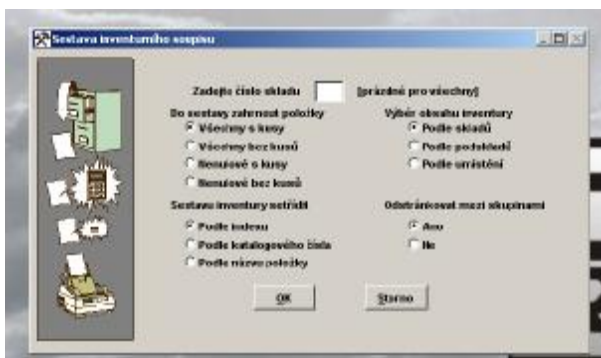 Sestava inventurního soupisu
Zadejte číslo skladu [prázdné pro všechny]
Do sestavy zahrnout položky
Všechny s kusy
Všechny bez kusů
Nenulové s kusy
Nenulové bez kusů
Výběr obsahu inventury
Podle skladů
Podle podskladů
Podle umístění
Sestavu inventury setřídit
Podle indexu
Podle katalogového čísla
Podle názvu položky
Odstránkovat mezi skupinami
Ano
Ne
OK
Storno